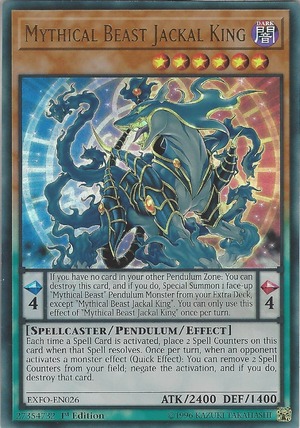 MYTHICAL BEAST JACKAL KING
DARK
闇
If you have no card in your other Pendulum Zone: You can
destroy this card, and if you do, Special Summon 1 face-up
"Mythical Beast" Pendulum Monster from your Extra Deck,
except "Mythical Beast Jackal King". You can only use this
effect of "Mythical Beast Jackal King" once per turn.
4
4
[SPELLCASTER/PENDULUM/EFFECT]
Each time a Spell Card is activated, place 2 Spell Counters on this
card when that Spell resolves. Once per turn, when an opponent
activates a monster effect (Quick Effect): You can remove 2 Spell
Counters from your field; negate the activation, and if you do,
destroy that card.
EXFO-EN026
ATK/2400 DEF/1400
27354732
1st Edition
©1996 KAZUKI TAKAHASHI